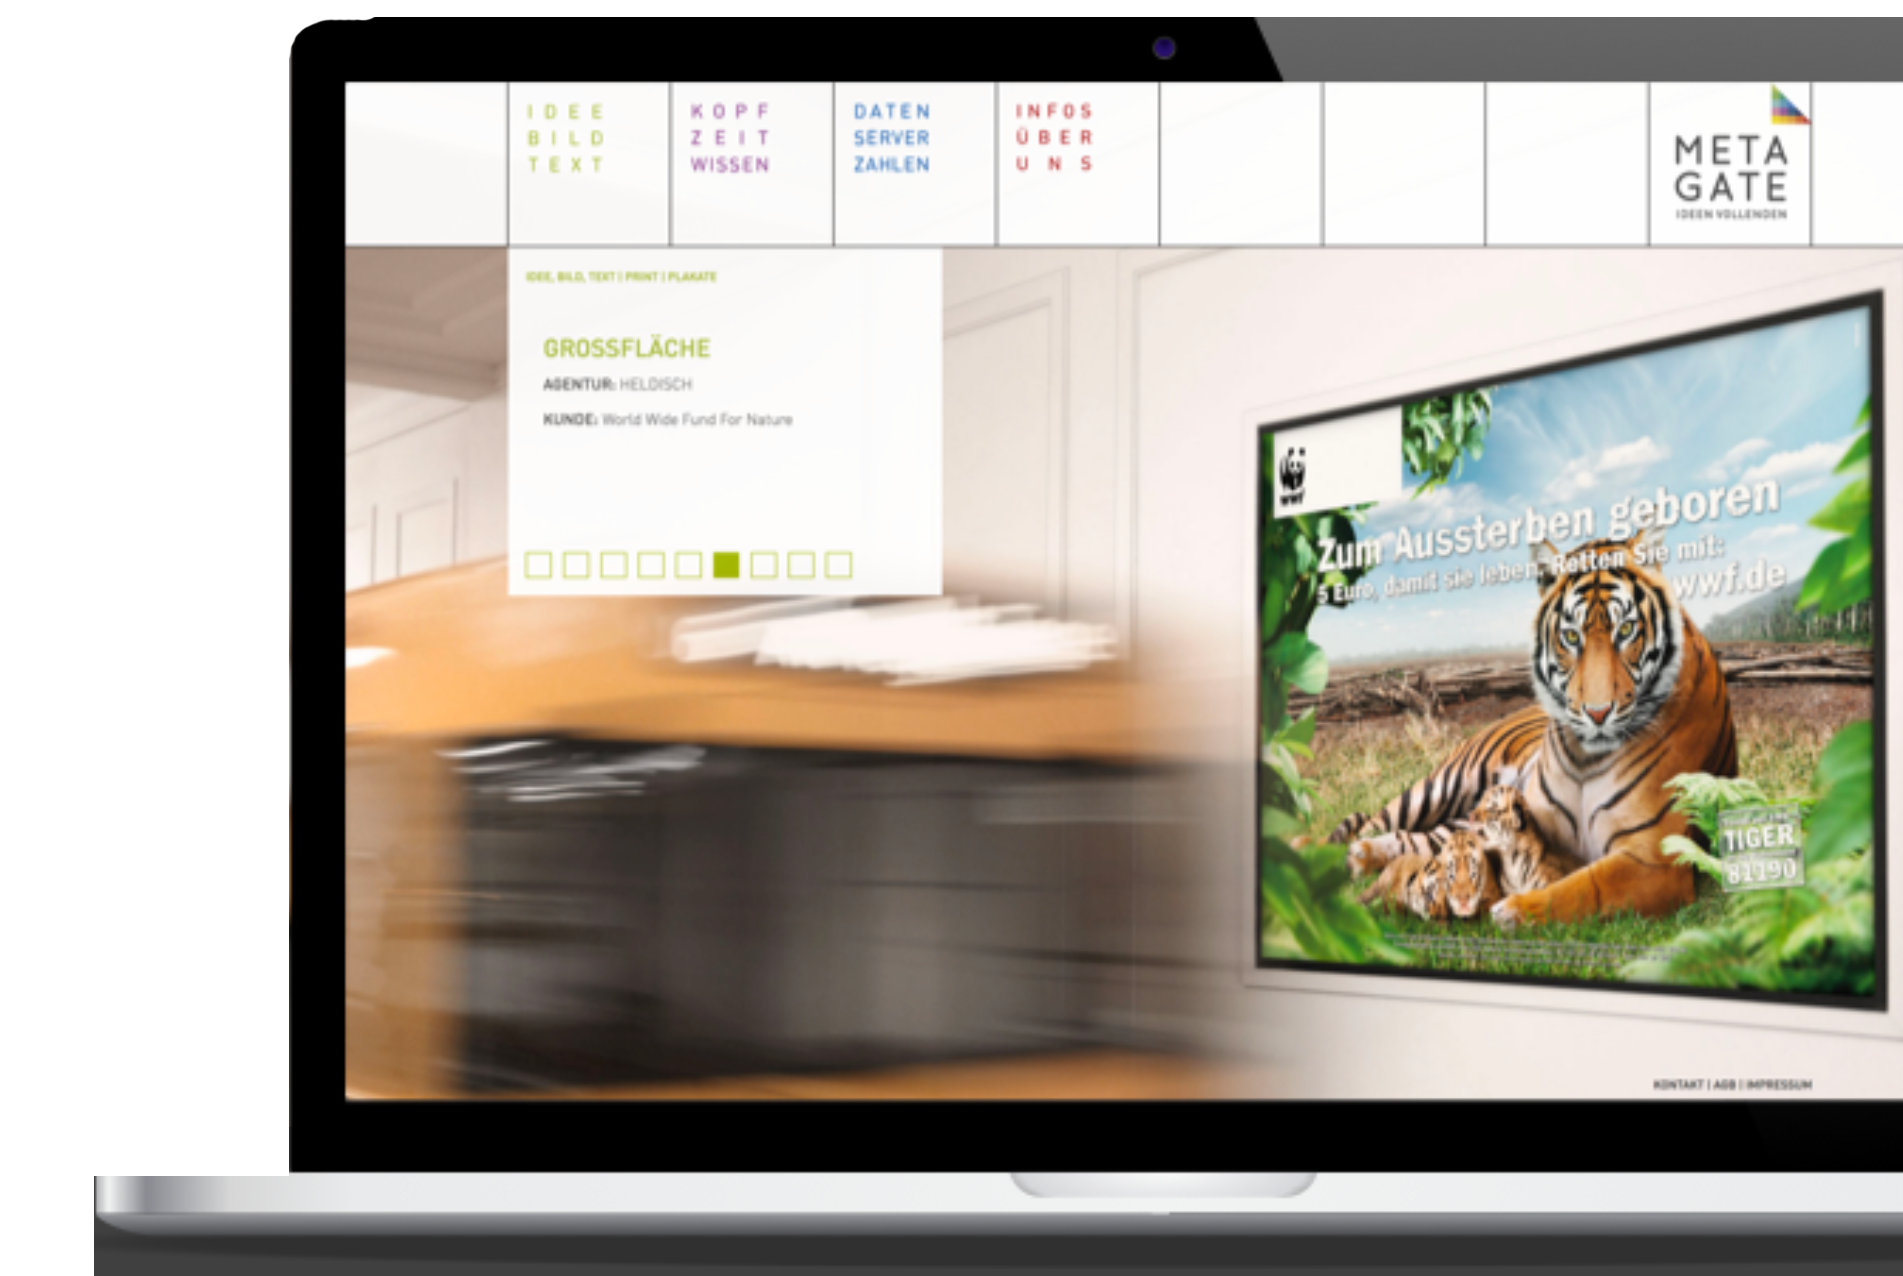 IDEE
BILD
TEXT
KOPF
ZEIT
WISSEN
DATEN
SERVER
ZAHLEN
INFOS
ÜBER
UNS
META
GATE
IDEEN VOLLENDEN
IDEE, BILD, TEXT | PRINT | PLAKATE
GROSSFLÄCHE
AGENTUR: HELDISCH
KUNDE: World Wide Fund For Nature
WWF
Zum Aussterben geboren
5 Euro, damit sie leben. Retten Sie mit:
wwf.de
TIGER
81190
KONTAKT | AGB | IMPRESSUM